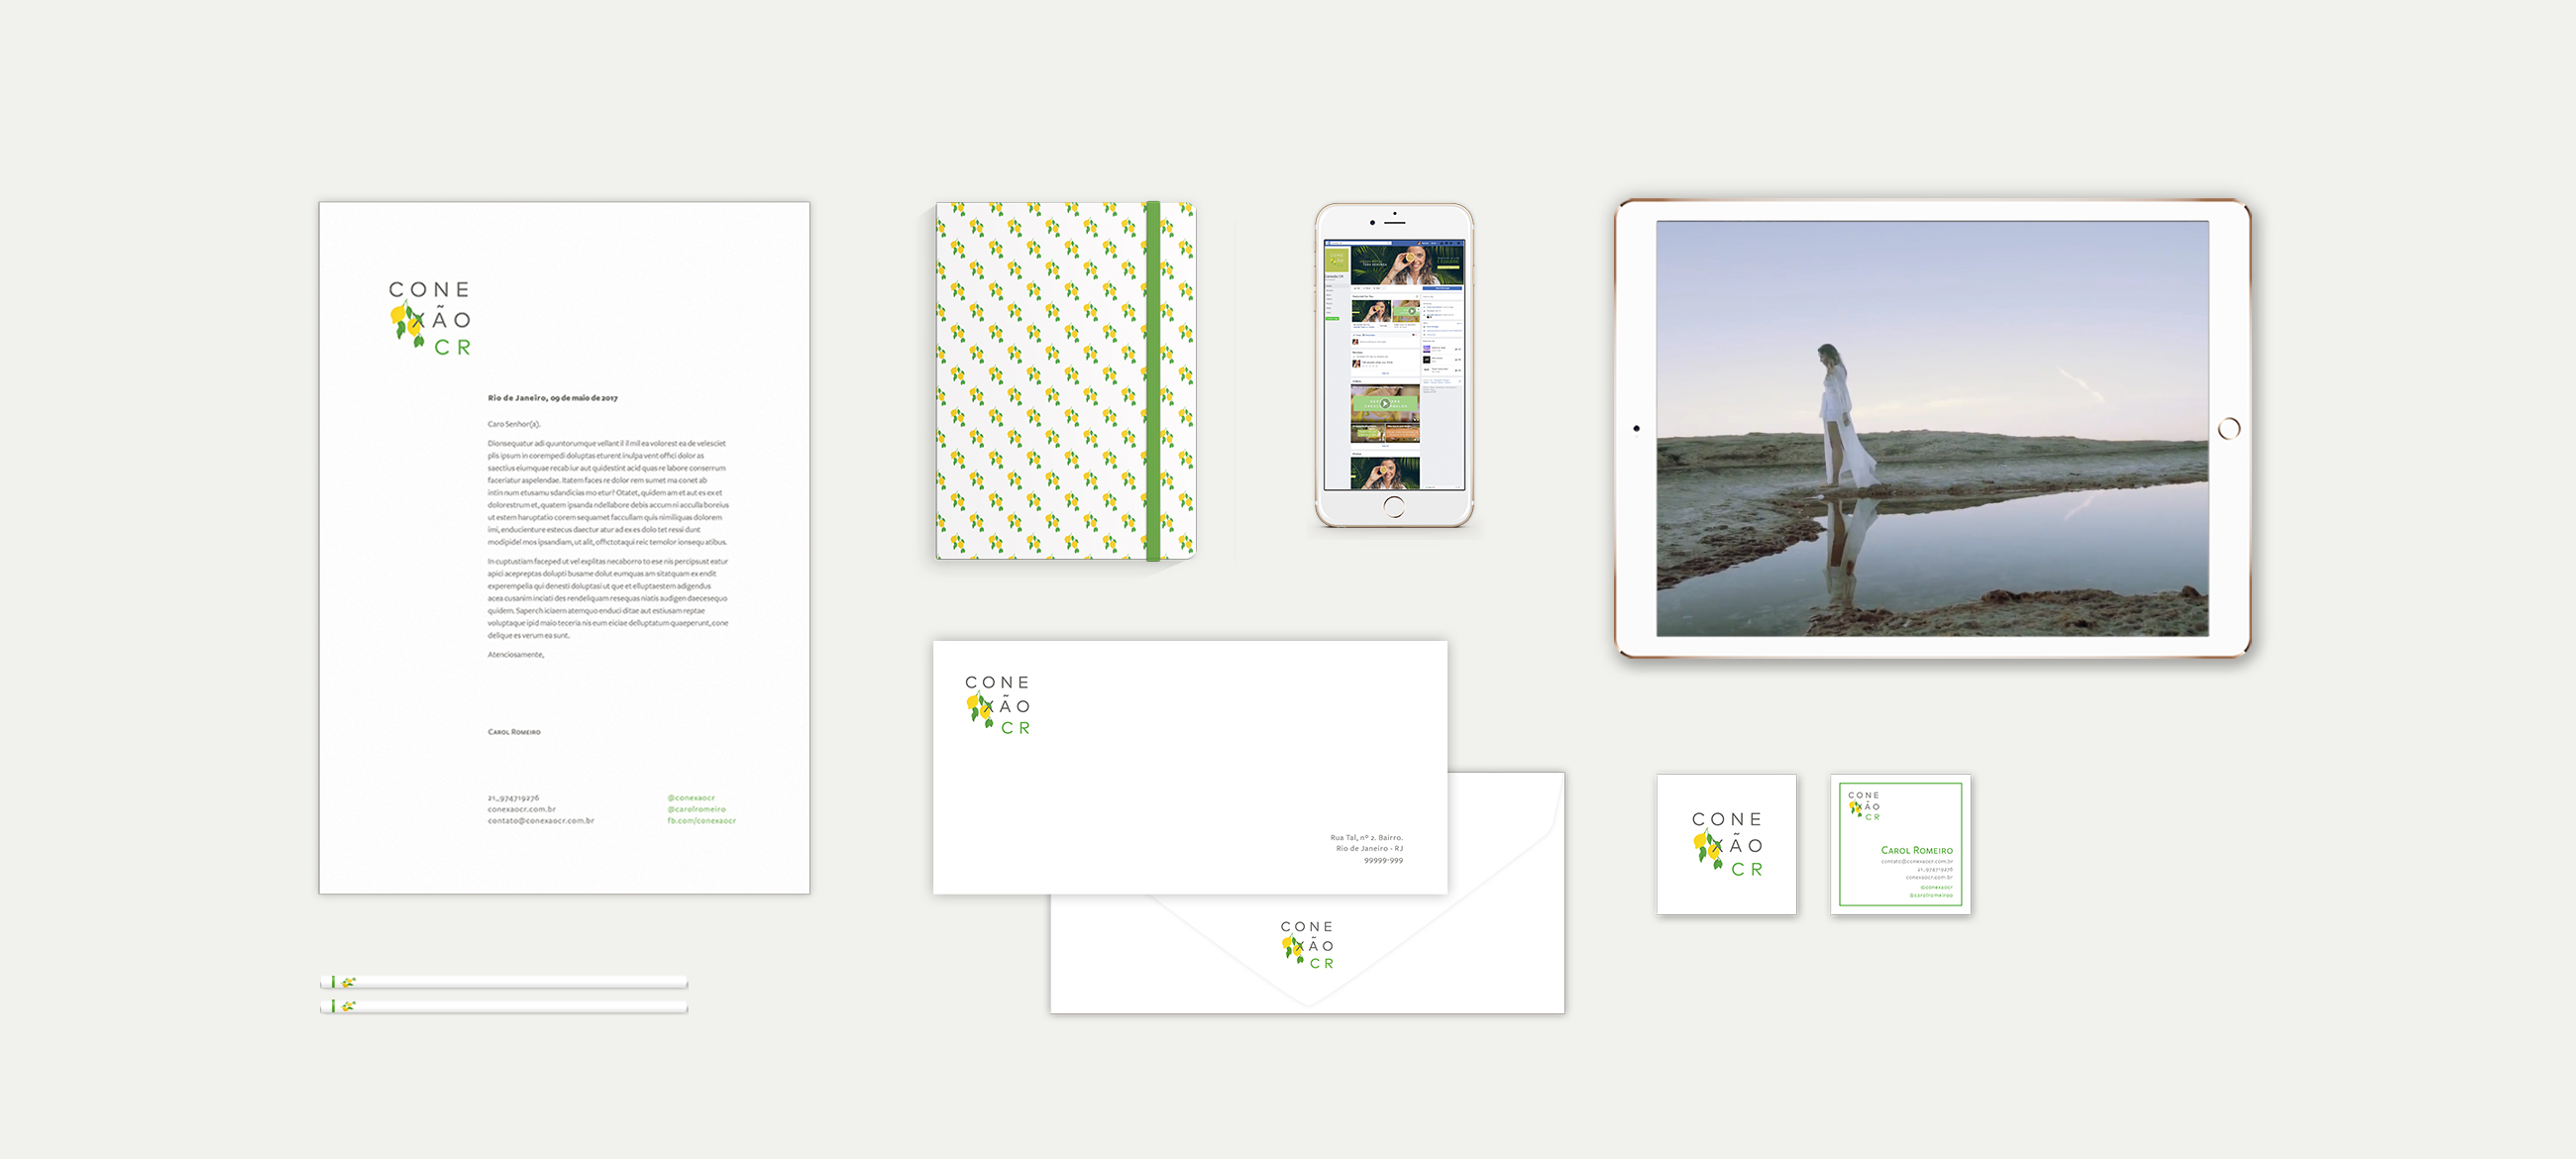 CONE
XÃO
CR
Rio de Janeiro, 09 de maio de 2017
Caro Senhor(a).
Dionsequatur adi quuntorumque vellant il il mil ea volorest ea de velesciet
plis ipsum in corempedi doluptas eturent inulpa vent offici dolor as
saectius eiumquae recab iur aut quidestint acid quas re labore conserrum
faceriatur aspelendae. Itatem faces re dolor rem sumet ma conet ab
intin num etusamu sdandicias mo etur? Otatet, quidem am et aut es ex et
dolorestrum et, quatem ipsanda ndellabore debis accum ni acculla boreius
ut estem haruptatio corem sequamet faccullam quis nimiliquas dolorem
imi, enducienture estecus daectur atur ad ex es dolo tet ressi dunt
modipidel mos ipsandiam, ut alit, offictotaqui reic temolor ionsequ atibus.
In cuptustiam faceped ut vel explitas necaborro to ese nis percipsust eatur
apici acepreptas dolupti busame dolut eumquas am sitatquam ex endit
experempelia qui denesti doluptasi ut que et elluptaestem adigendus
acea cusanim inciati des rendeliquam resequas niatis audigen daecesequo
quidem. Saperch iciaern atemquo enduci ditae aut estiusam reptae
voluptaque ipid maio teceria nis eum eiciae delluptatum quaeperunt, cone
delique es verum ea sunt.
Atenciosamente,
Carol Romeiro
21_974719276
conexaocr.com.br
contato@conexaocr.com.br
@conexaocr
@carolromeiro
fb.com/conexaocr
CONE
XÃO
CR
Rua Tal, nº 2. Bairro.
Rio de Janeiro - RJ
99999-999
CONE
XÃO
CR
CONE
XÃO
CR
CONE
XÃO
CR
Carol Romeiro
contato@conexaocr.com.br
21_974719276
conexaocr.com.br
@conexaocr
@carolromeiro